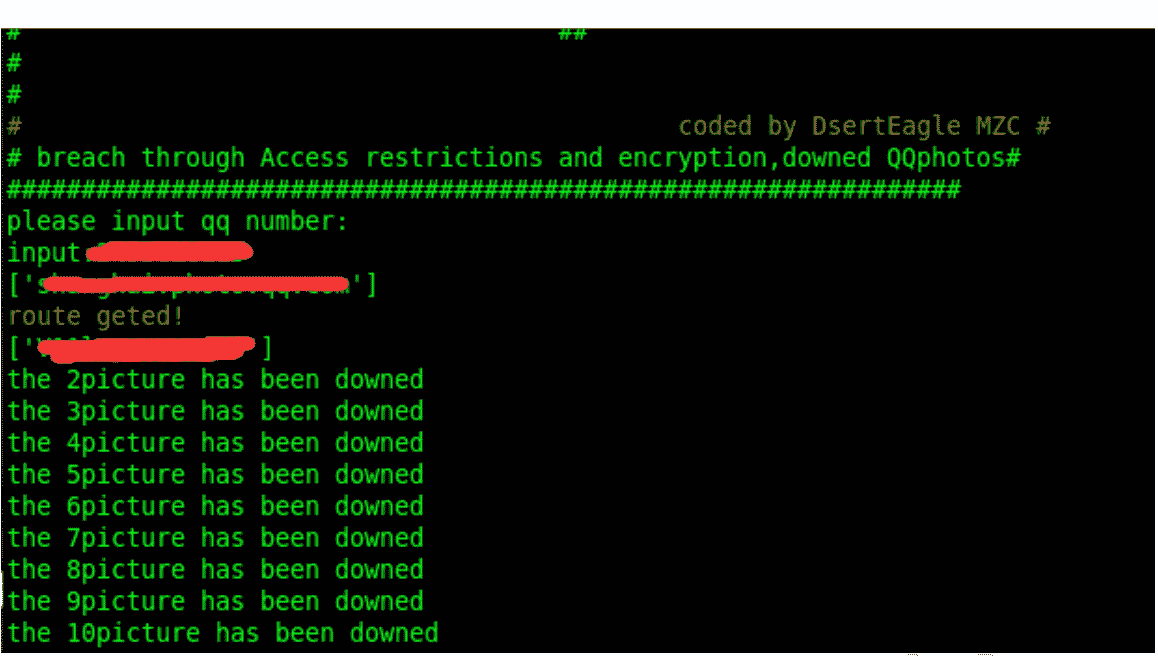 # ##
#
#
# coded by DsertEagle MZC #
# breach through Access restrictions and encryption,downed QQphotos#
################################################################
please input qq number:
input
['
']
route geted!
['
]
the 2picture has been downed
the 3picture has been downed
the 4picture has been downed
the 5picture has been downed
the 6picture has been downed
the 7picture has been downed
the 8picture has been downed
the 9picture has been downed
the 10picture has been downed